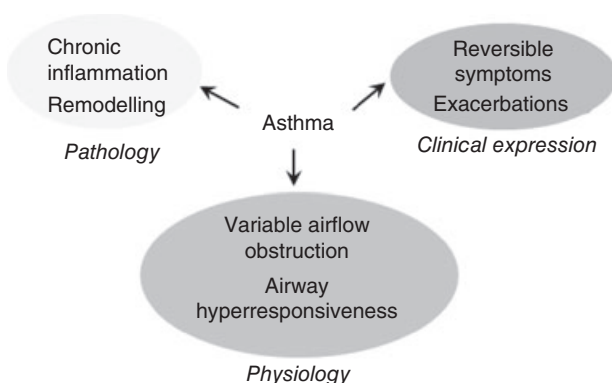 Chronic
inflammation
Remodelling
Pathology
Asthma
Reversible
symptoms
Exacerbations
Clinical expression
Variable airflow
obstruction
Airway
hyperresponsiveness
Physiology